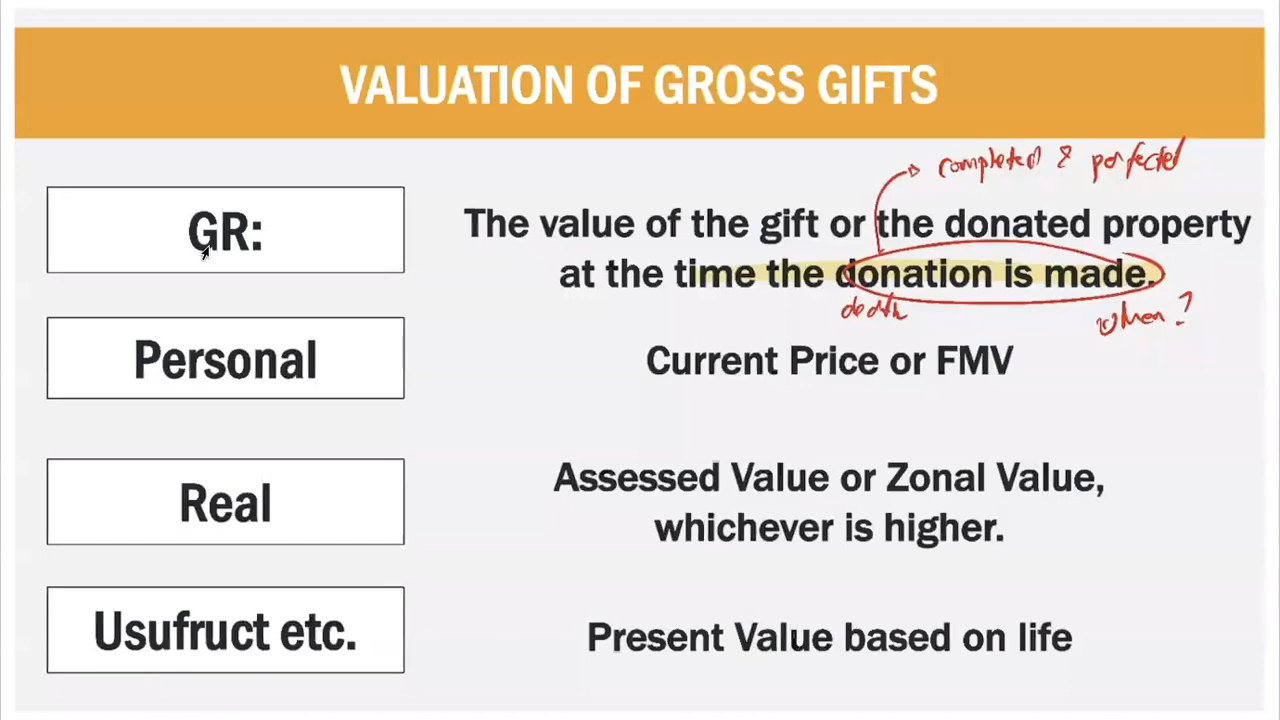 VALUATION OF GROSS GIFTS
completed & perfected
GR:
The value of the gift or the donated property
at the time the donation is made.
death
when?
Personal
Current Price or FMV
Real
Assessed Value or Zonal Value,
whichever is higher.
Usufruct etc.
Present Value based on life